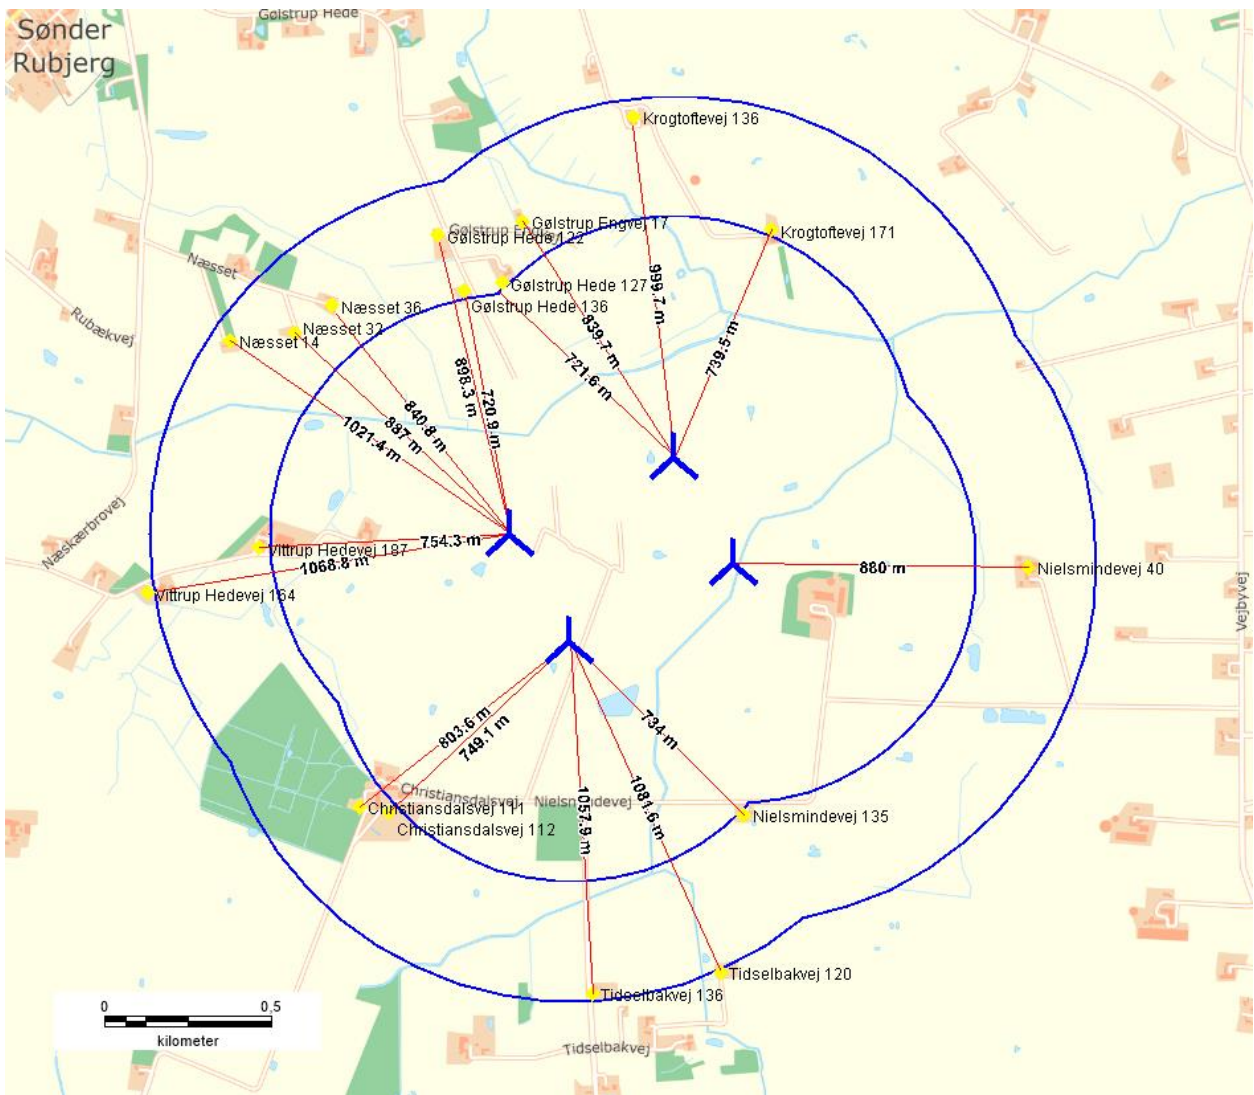 Sønder
Rubjerg
Gølstrup Hede
Krogtoftevej 136
Gølstrup Engvej 17
Gølstrup Engvej
Gølstrup Hede 122
Krogtoftevej 171
Næsset
Gølstrup Hede 127
Gølstrup Hede 136
Næsset 36
Næsset 32
Næsset 14
Rubækvej
999.7 m
839.7 m
739.5 m
721.6 m
898.3 m
720.9 m
840.8 m
887 m
1021.4 m
Næskærbrovej
Vittrup Hedevej 187
754.3 m
1068.8 m
Vittrup Hedevej 164
880 m
Nielsmindevej 40
Vejbyvej
803.6 m
749.1 m
734 m
1057.9 m
1081.6 m
Christiansdalsvej
Nielsmindevej
Christiansdalsvej 111
Christiansdalsvej 112
Nielsmindevej 135
Tidselbakvej 120
Tidselbakvej 136
Tidselbakvej
0 0,5
kilometer